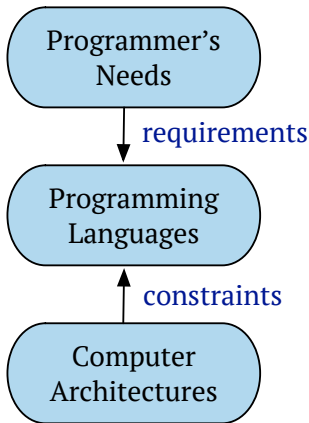 Programmer’s
Needs
requirements
Programming
Languages
constraints
Computer
Architectures